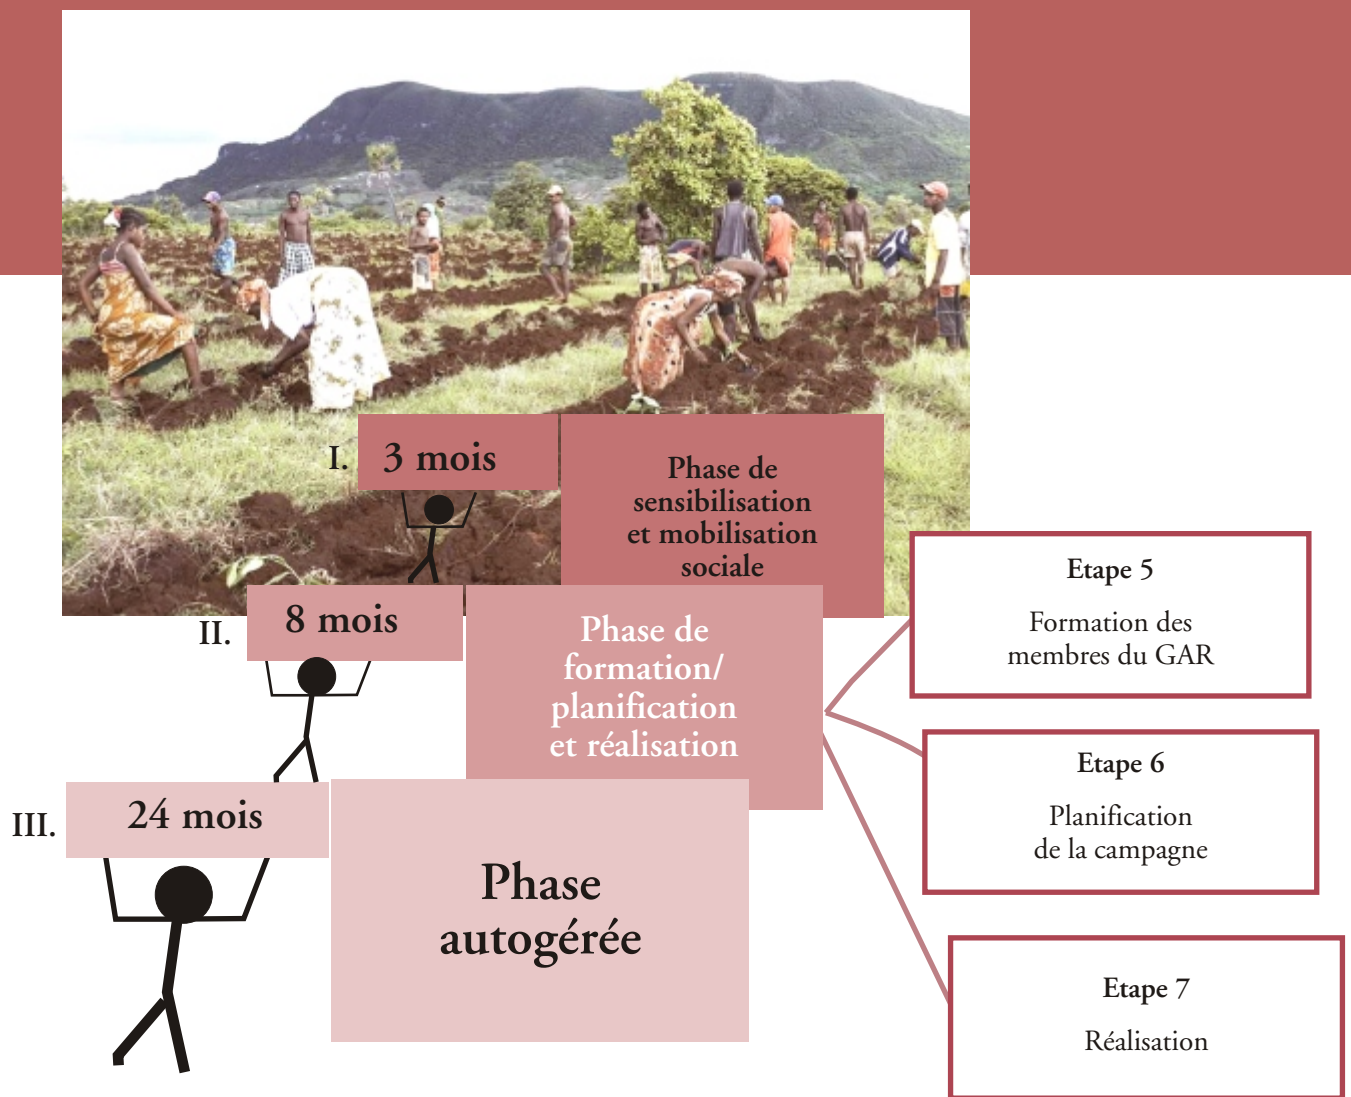 I.
3 mois
Phase de
sensibilisation
et mobilisation
sociale
II.
8 mois
Phase de
formation/
planification
et réalisation
III.
24 mois
Phase
autogérée
Etape 5
Formation des
membres du GAR
Etape 6
Planification
de la campagne
Etape 7
Réalisation